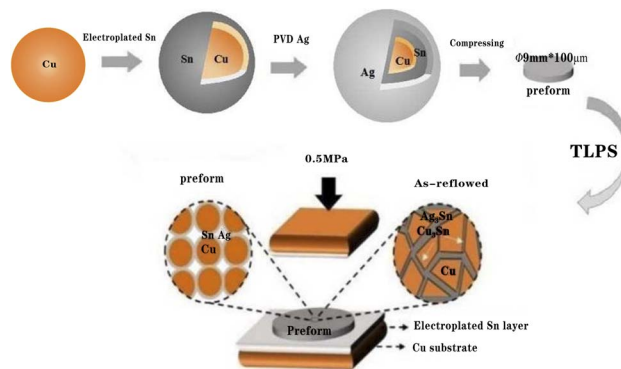 Electroplated Sn
PVD Ag
Compressing
Cu
Sn
Cu
Ag
Sn
Cu
Φ9mm*100μm
preform
TLPS
0.5MPa
preform
As-reflowed
Sn Ag
Cu
Ag3Sn
Cu3Sn
Cu
Preform
Electroplated Sn layer
Cu substrate